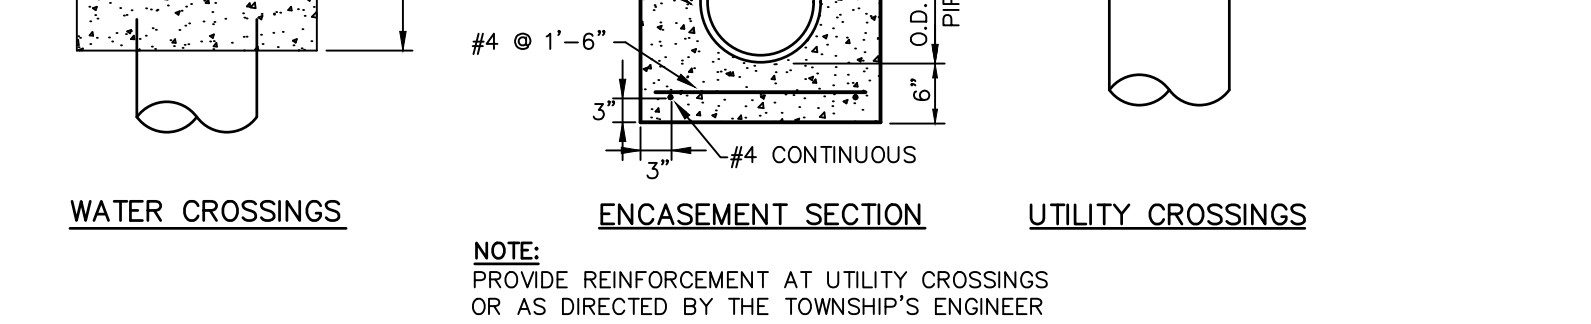 O.D.
#4 @ 1'-6"
6"
3"
#4 CONTINUOUS
3"
WATER CROSSINGS
ENCASEMENT SECTION
UTILITY CROSSINGS
NOTE:
PROVIDE REINFORCEMENT AT UTILITY CROSSINGS
OR AS DIRECTED BY THE TOWNSHIP'S ENGINEER